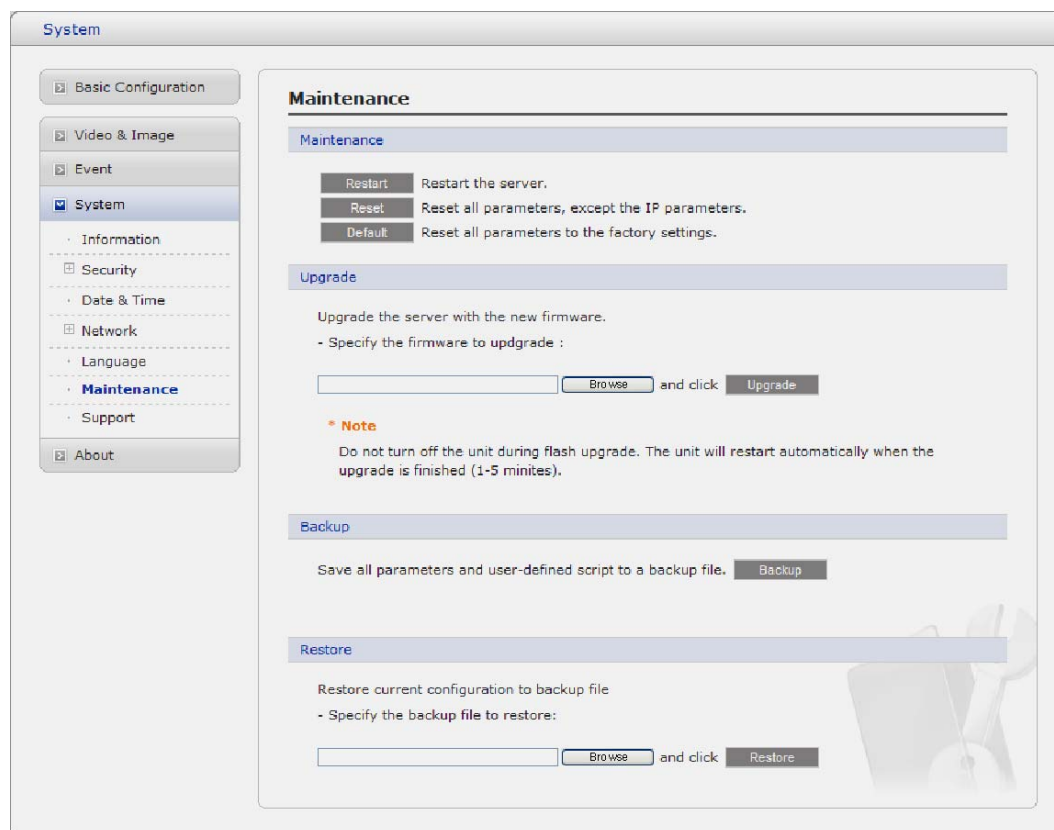 System
Basic Configuration
Video & Image
Event
System
Information
Security
Date & Time
Network
Language
Maintenance
Support
About
Maintenance
Maintenance
Restart Restart the server.
Reset Reset all parameters, except the IP parameters.
Default Reset all parameters to the factory settings.
Upgrade
Upgrade the server with the new firmware.
- Specify the firmware to updgrade :
Browse and click Upgrade
* Note
Do not turn off the unit during flash upgrade. The unit will restart automatically when the
upgrade is finished (1-5 minites).
Backup
Save all parameters and user-defined script to a backup file. Backup
Restore
Restore current configuration to backup file
- Specify the backup file to restore:
Browse and click Restore